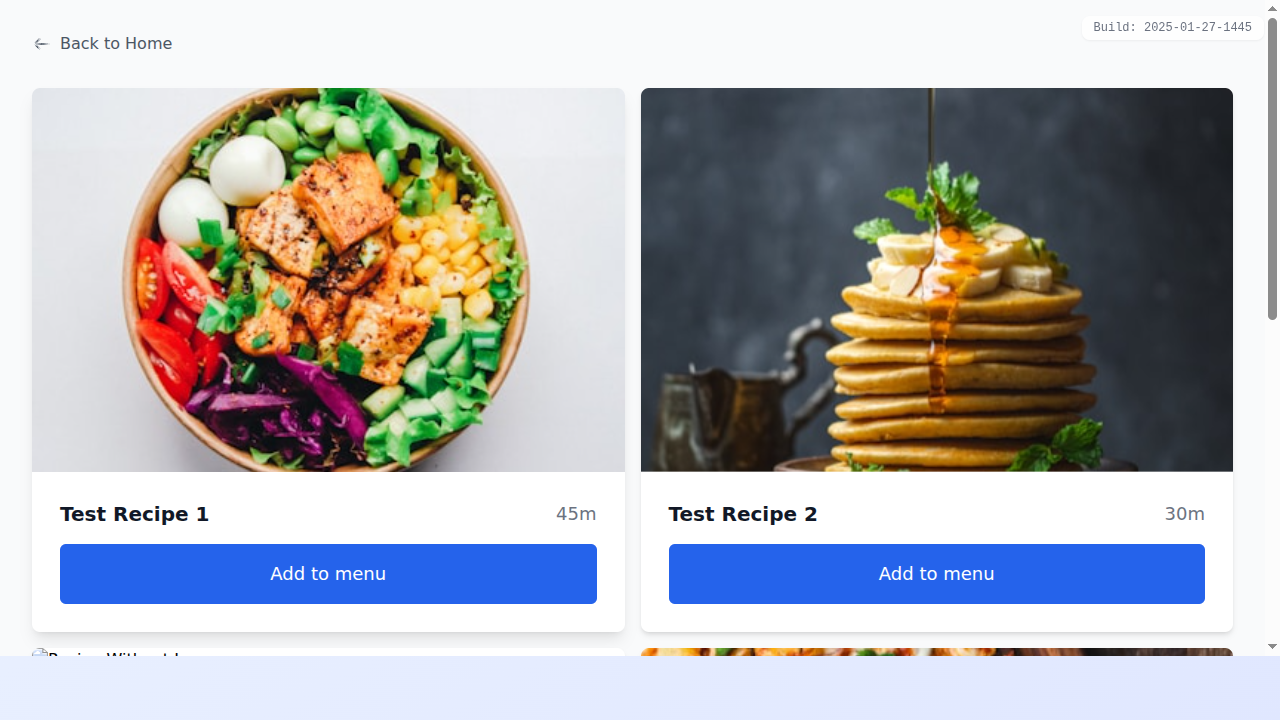 Build: 2025-01-27-1445
← Back to Home
Test Recipe 1
45m
Add to menu
Test Recipe 2
30m
Add to menu